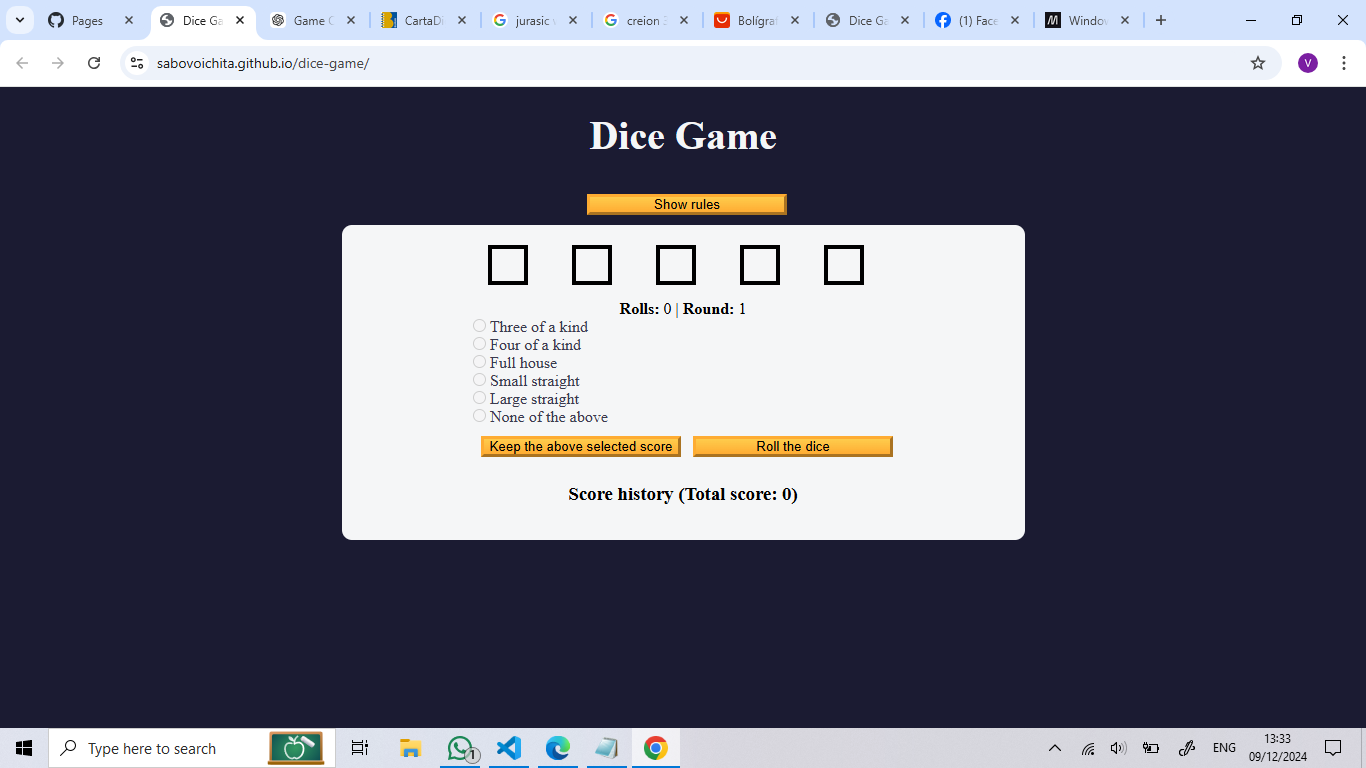 Pages
Dice Ga
Game C
CartaDi
jurasic v
creion 3
Bolígraf
Dice Ga
(1) Face
Window
sabovoichita.github.io/dice-game/
V
Dice Game
Show rules
Rolls: 0 | Round: 1
Three of a kind
Four of a kind
Full house
Small straight
Large straight
None of the above
Keep the above selected score
Roll the dice
Score history (Total score: 0)
Type here to search
1
ENG
13:33
09/12/2024